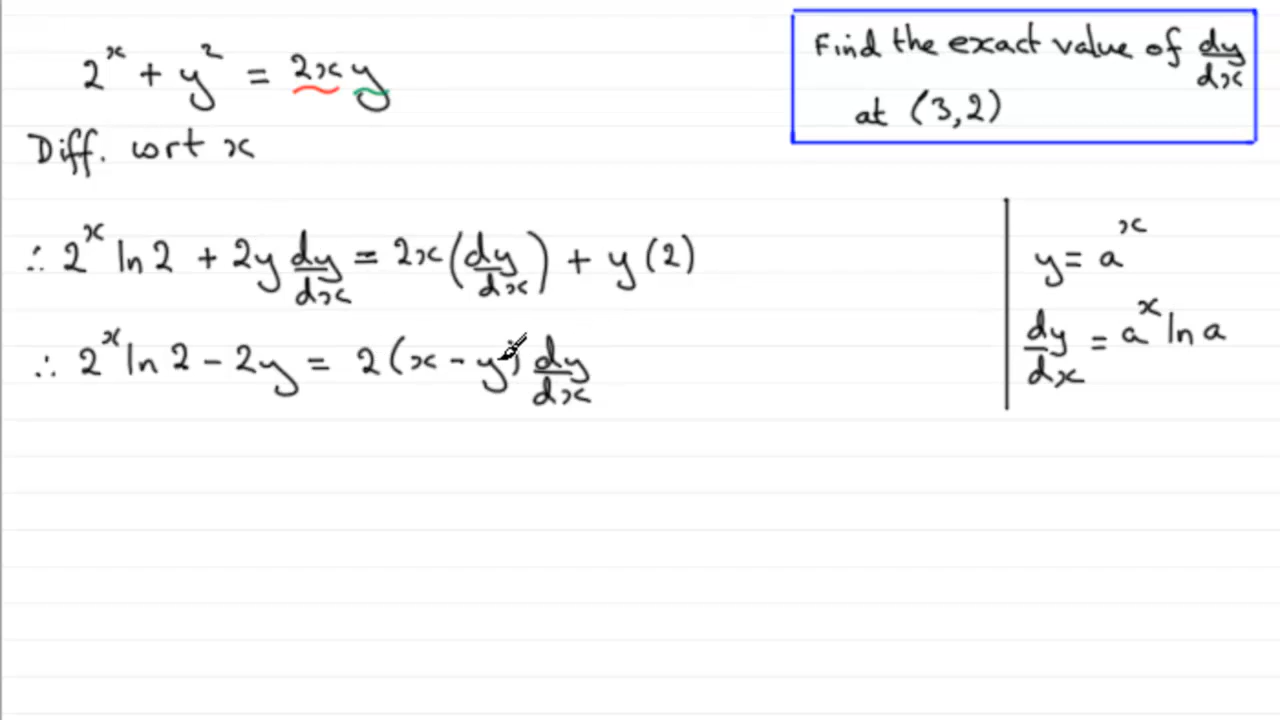 2^x + y^2 = 2xy
Find the exact value of dy/dx
at (3,2)
Diff. wrt x
∴ 2^x ln 2 + 2y dy/dx = 2x(dy/dx) + y(2)
∴ 2^x ln 2 - 2y = 2(x - y) dy/dx
y = a^x
dy/dx = a^x ln a